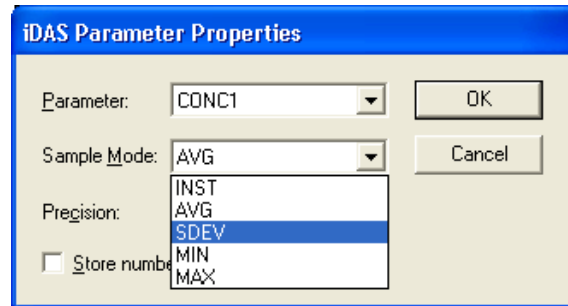 iDAS Parameter Properties
Parameter: CONC1 OK
Sample Mode: AVG Cancel
INST
AVG
Precision: SDEV
MIN
Store numbe
MAX